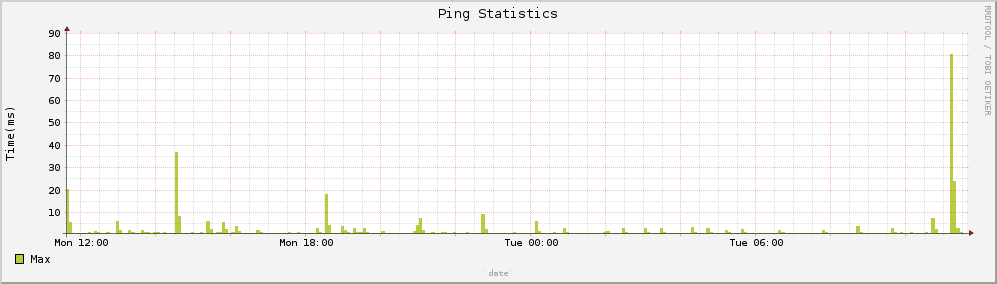 Ping Statistics
RRDTOOL / TOBI OETIKER
Time(ms)
90
80
70
60
50
40
30
20
10
Mon 12:00 Mon 18:00 Tue 00:00 Tue 06:00
Max
`date`